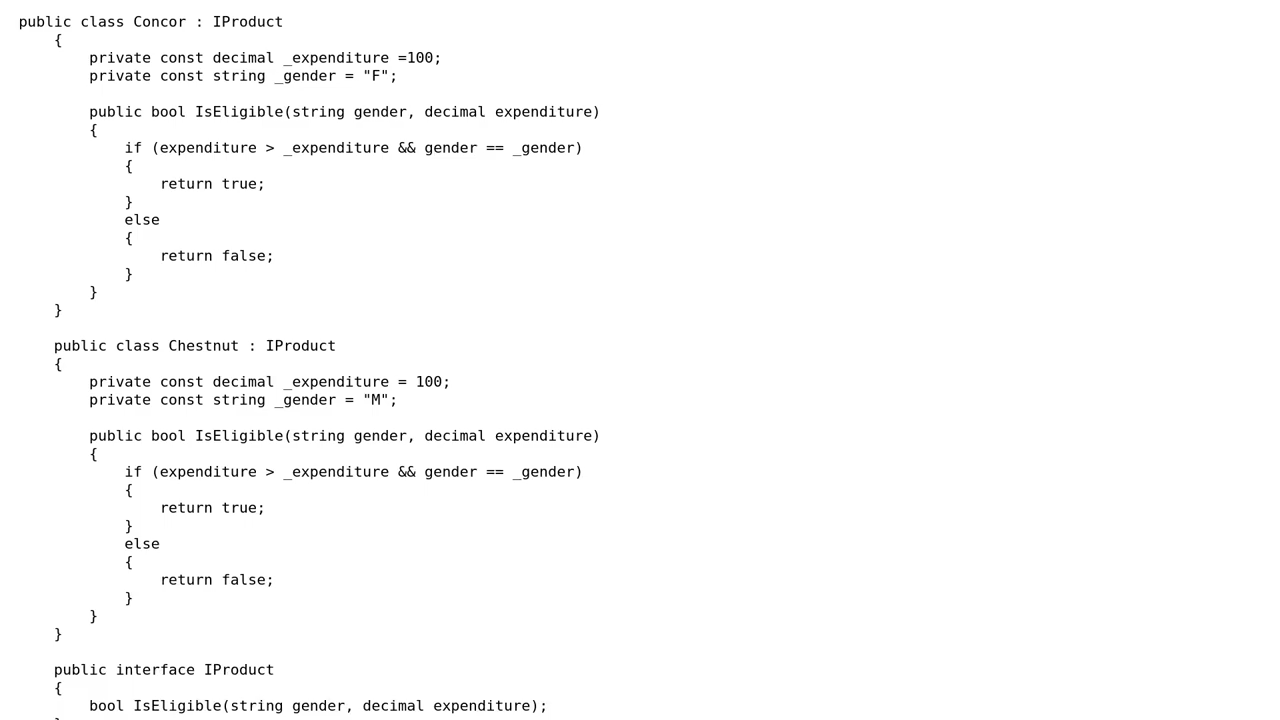 public class Concor : IProduct
{
private const decimal _expenditure =100;
private const string _gender = "F";
public bool IsEligible(string gender, decimal expenditure)
{
if (expenditure > _expenditure && gender == _gender)
{
return true;
}
else
{
return false;
}
}
}
public class Chestnut : IProduct
{
private const decimal _expenditure = 100;
private const string _gender = "M";
public bool IsEligible(string gender, decimal expenditure)
{
if (expenditure > _expenditure && gender == _gender)
{
return true;
}
else
{
return false;
}
}
}
public interface IProduct
{
bool IsEligible(string gender, decimal expenditure);
}